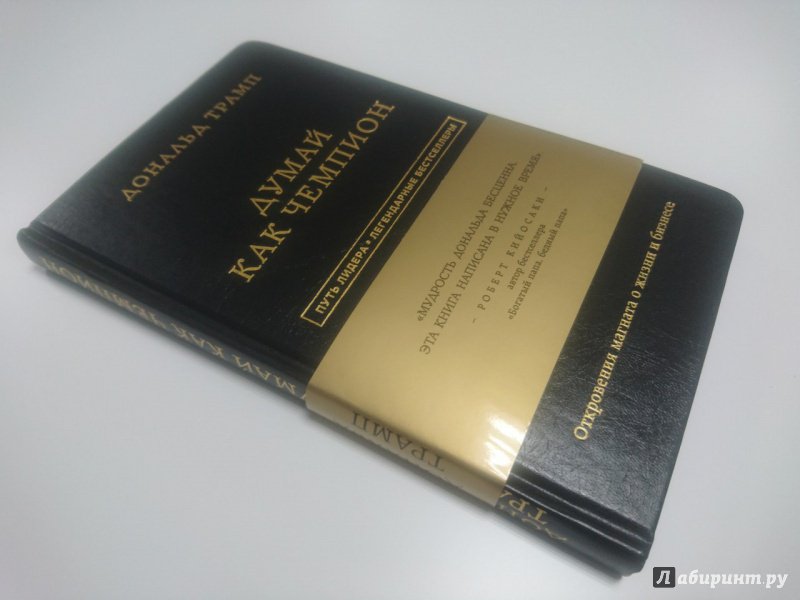 ДОНАЛЬД ТРАМП
ДУМАЙ
КАК ЧЕМПИОН
ПУТЬ ЛИДЕРА • ЛЕГЕНДАРНЫЕ БЕСТСЕЛЛЕРЫ
«МУДРОСТЬ ДОНАЛЬДА БЕСЦЕННА.
ЭТА КНИГА НАПИСАНА В НУЖНОЕ ВРЕМЯ»
- РОБЕРТ КИЙОСАКИ, -
автор бестселлера
«Богатый папа, бедный папа»
Откровения магната о жизни и бизнесе
МАЙ КАК ЧЕМПИОН
ТРАМП
Лабиринт.ру